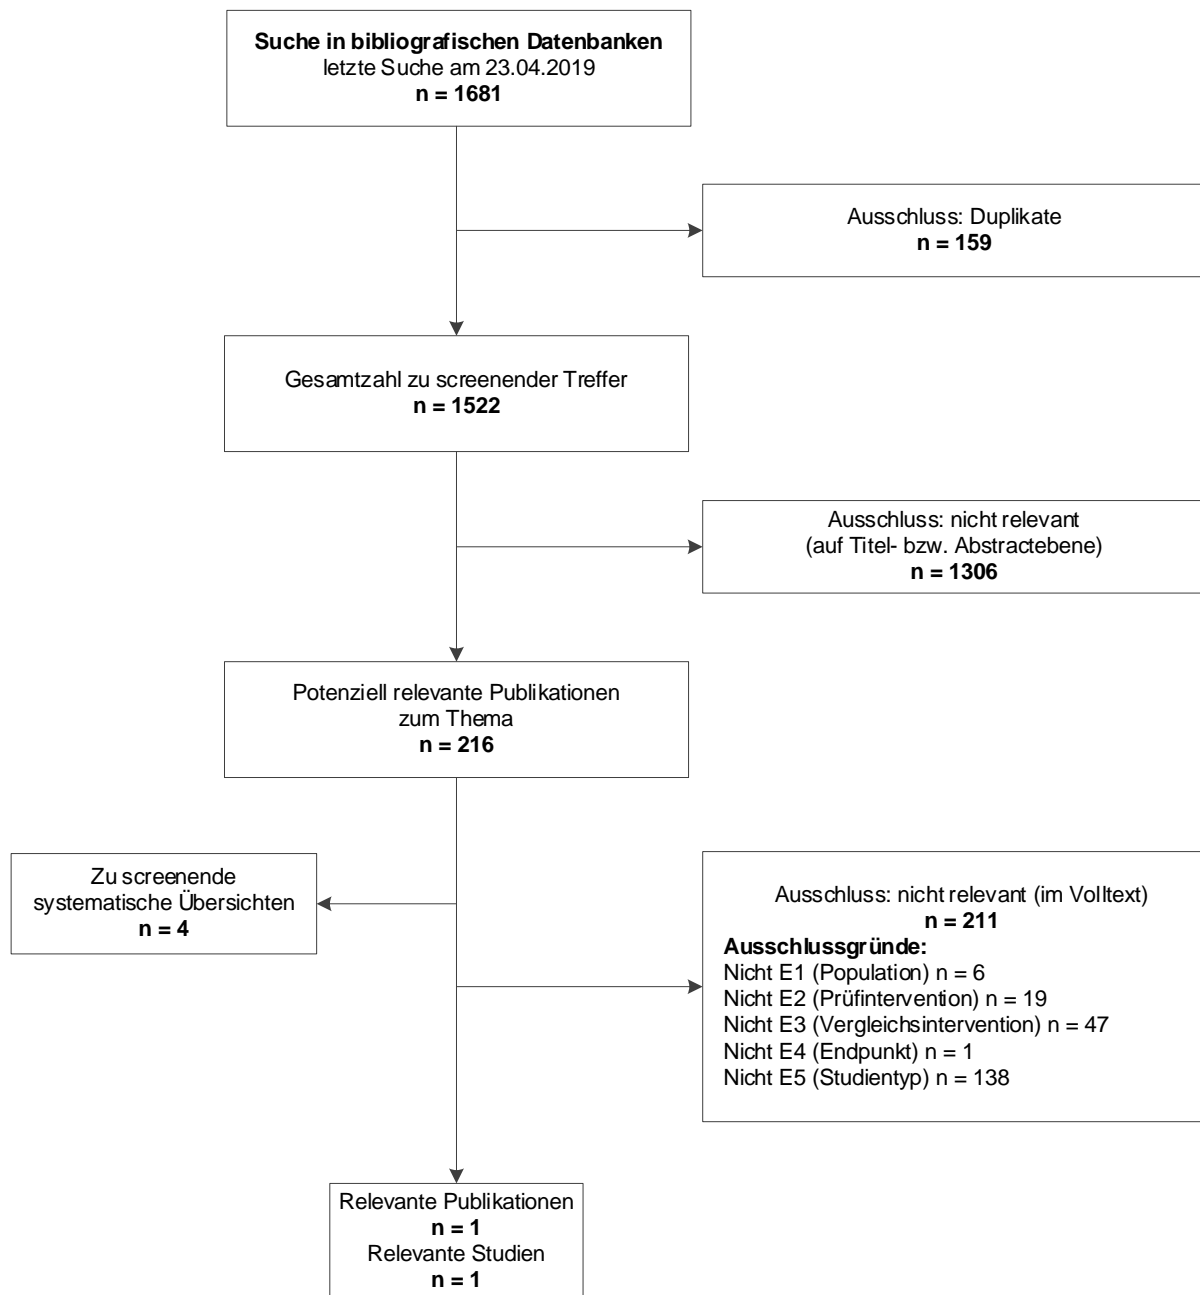 Suche in bibliografischen Datenbanken
letzte Suche am 23.04.2019
n = 1681
Ausschluss: Duplikate
n = 159
Gesamtzahl zu screenender Treffer
n = 1522
Ausschluss: nicht relevant
(auf Titel- bzw. Abstractebene)
n = 1306
Potenziell relevante Publikationen
zum Thema
n = 216
Zu screenende
systematische Übersichten
n = 4
Ausschluss: nicht relevant (im Volltext)
n = 211
Ausschlussgründe:
Nicht E1 (Population) n = 6
Nicht E2 (Prüfintervention) n = 19
Nicht E3 (Vergleichsintervention) n = 47
Nicht E4 (Endpunkt) n = 1
Nicht E5 (Studientyp) n = 138
Relevante Publikationen
n = 1
Relevante Studien
n = 1